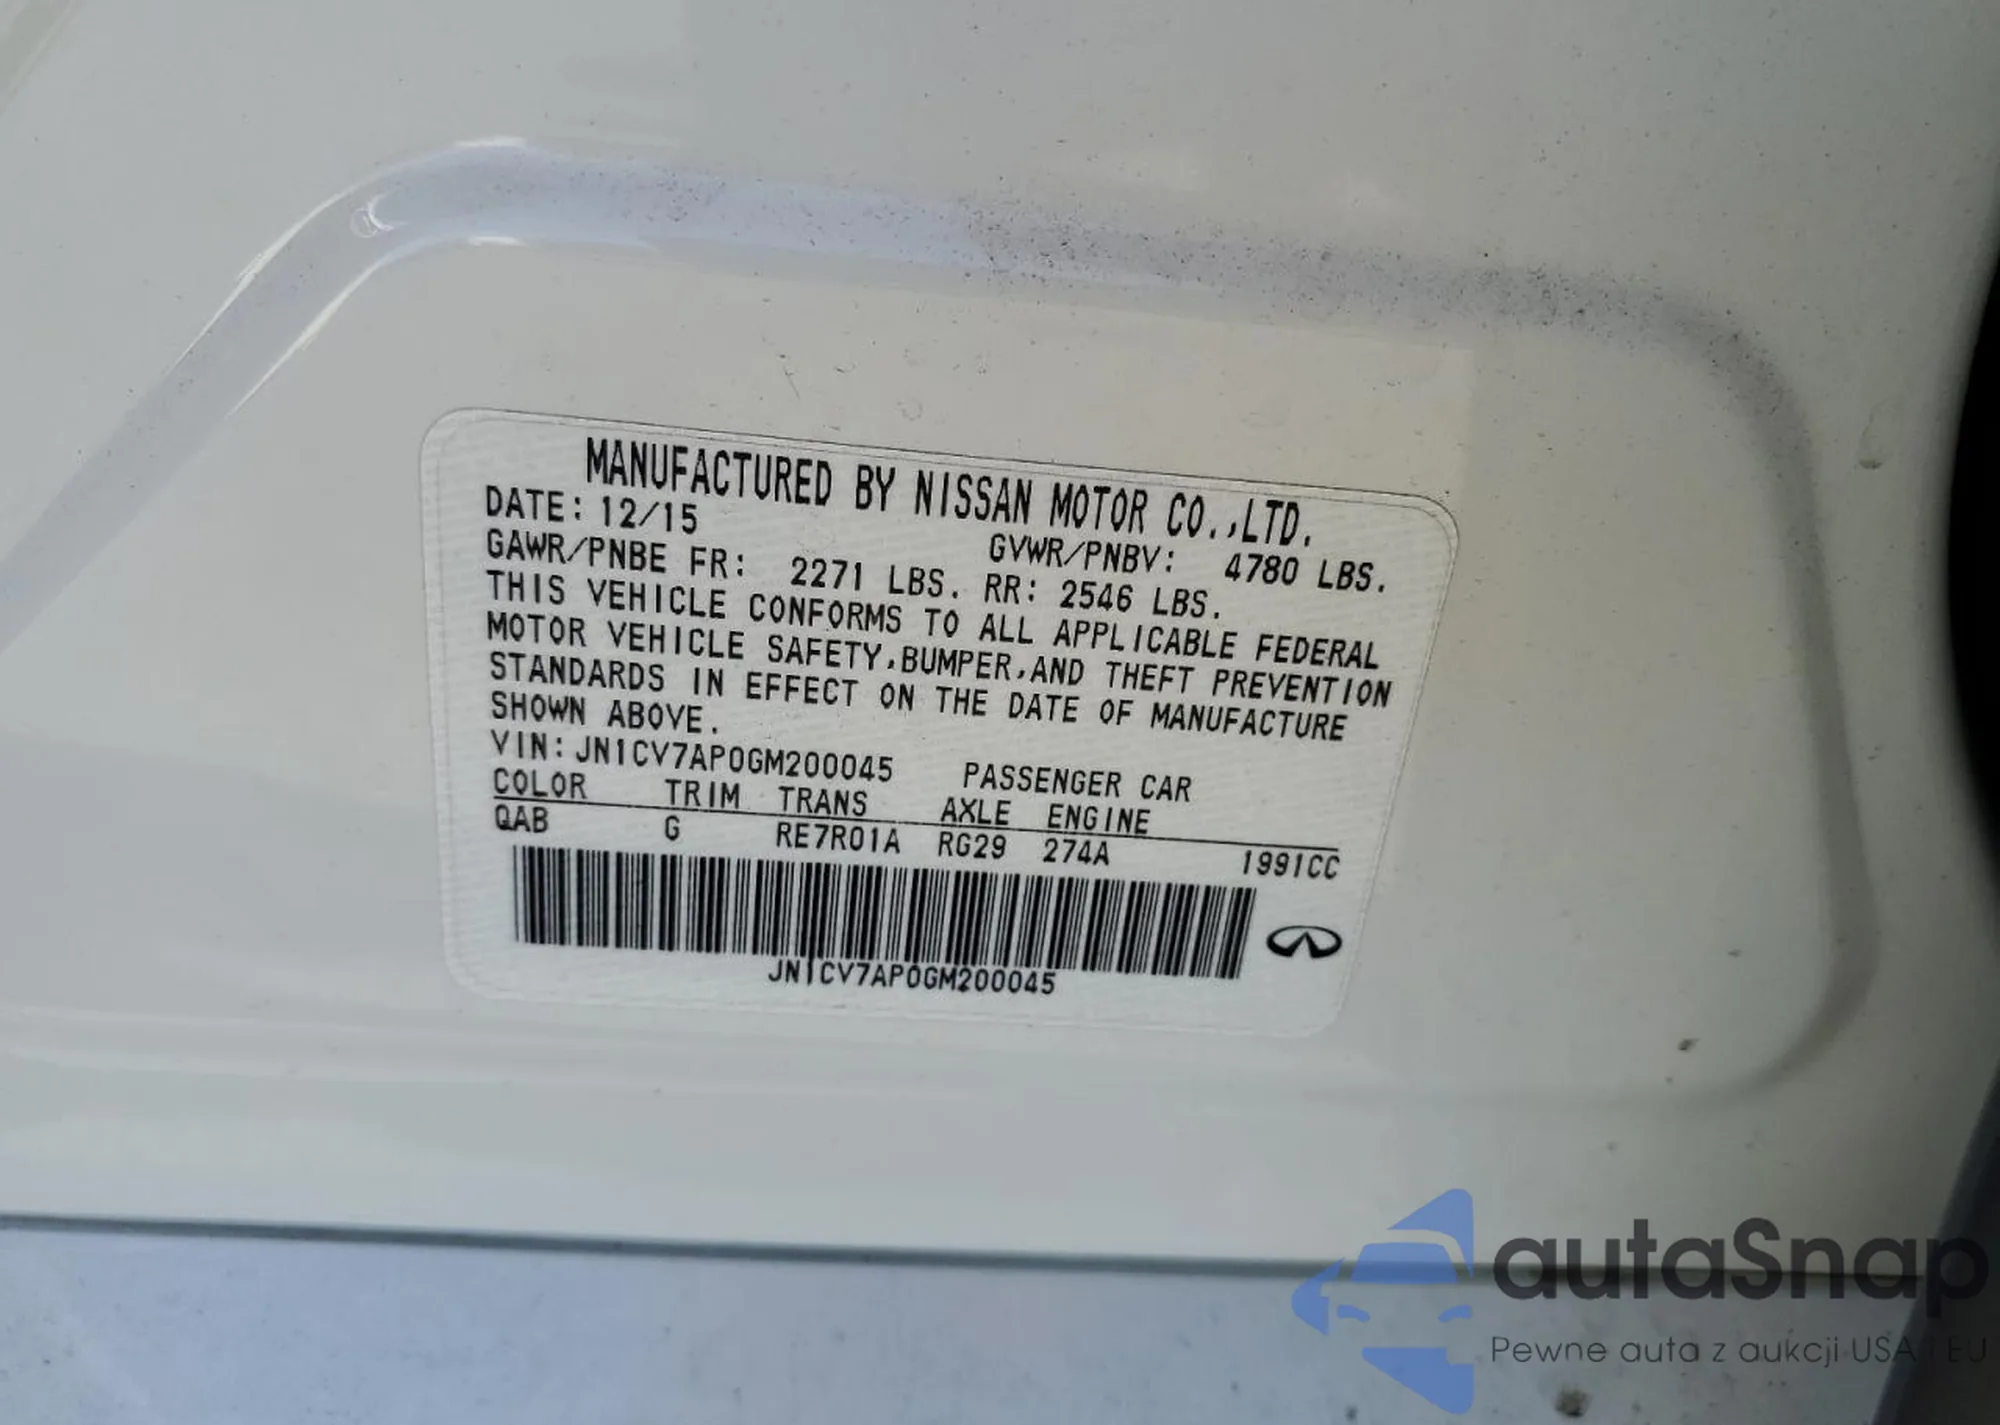 MANUFACTURED BY NISSAN MOTOR CO.,LTD.
DATE: 12/15 GVWR/PNBV: 4780 LBS.
GAWR/PNBE FR: 2271 LBS. RR: 2546 LBS.
THIS VEHICLE CONFORMS TO ALL APPLICABLE FEDERAL
MOTOR VEHICLE SAFETY,BUMPER,AND THEFT PREVENTION
STANDARDS IN EFFECT ON THE DATE OF MANUFACTURE
SHOWN ABOVE.
VIN: JN1CV7AP0GM200045 PASSENGER CAR
COLOR TRIM TRANS AXLE ENGINE
QAB G RE7R01A RG29 274A 1991CC
JN1CV7AP0GM200045
autaSnap
Pewne auta z aukcji USA i EU